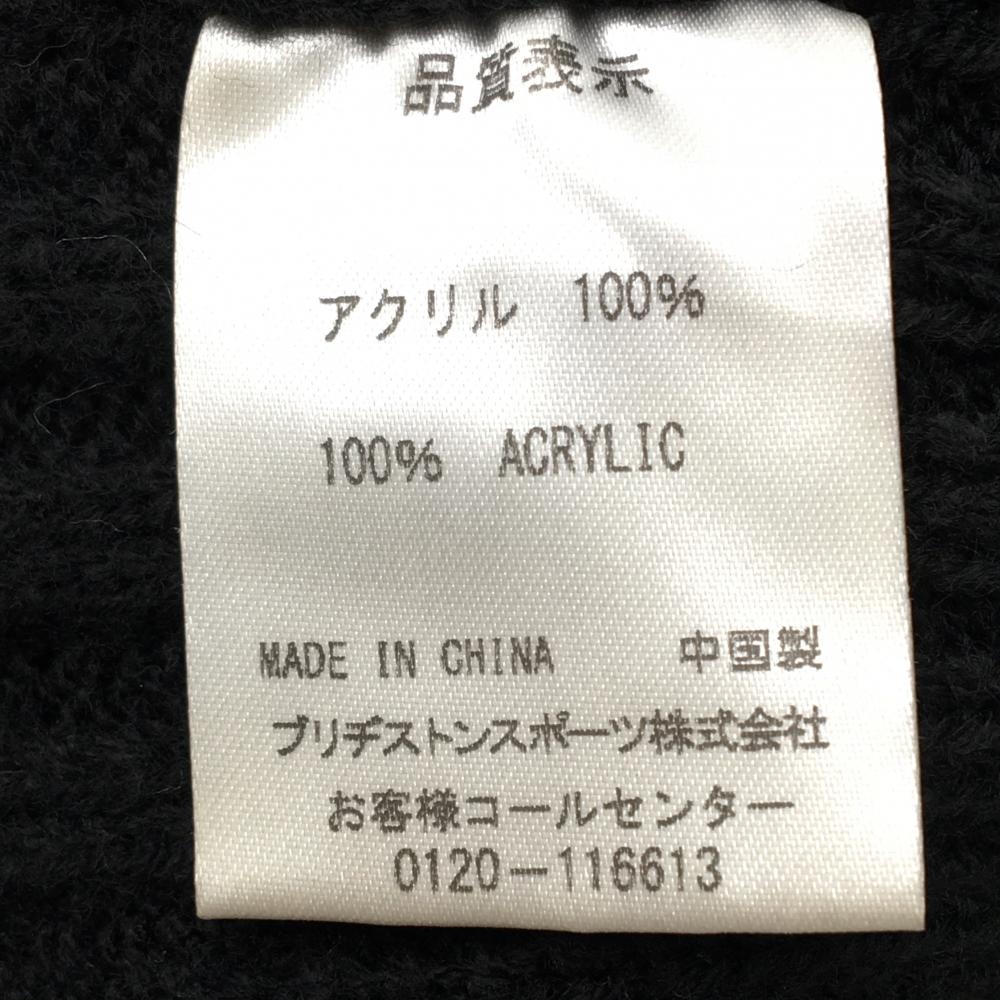 品質表示
アクリル 100%
100% ACRYLIC
MADE IN CHINA 中国製
ブリヂストンスポーツ株式会社
お客様コールセンター
0120-116613